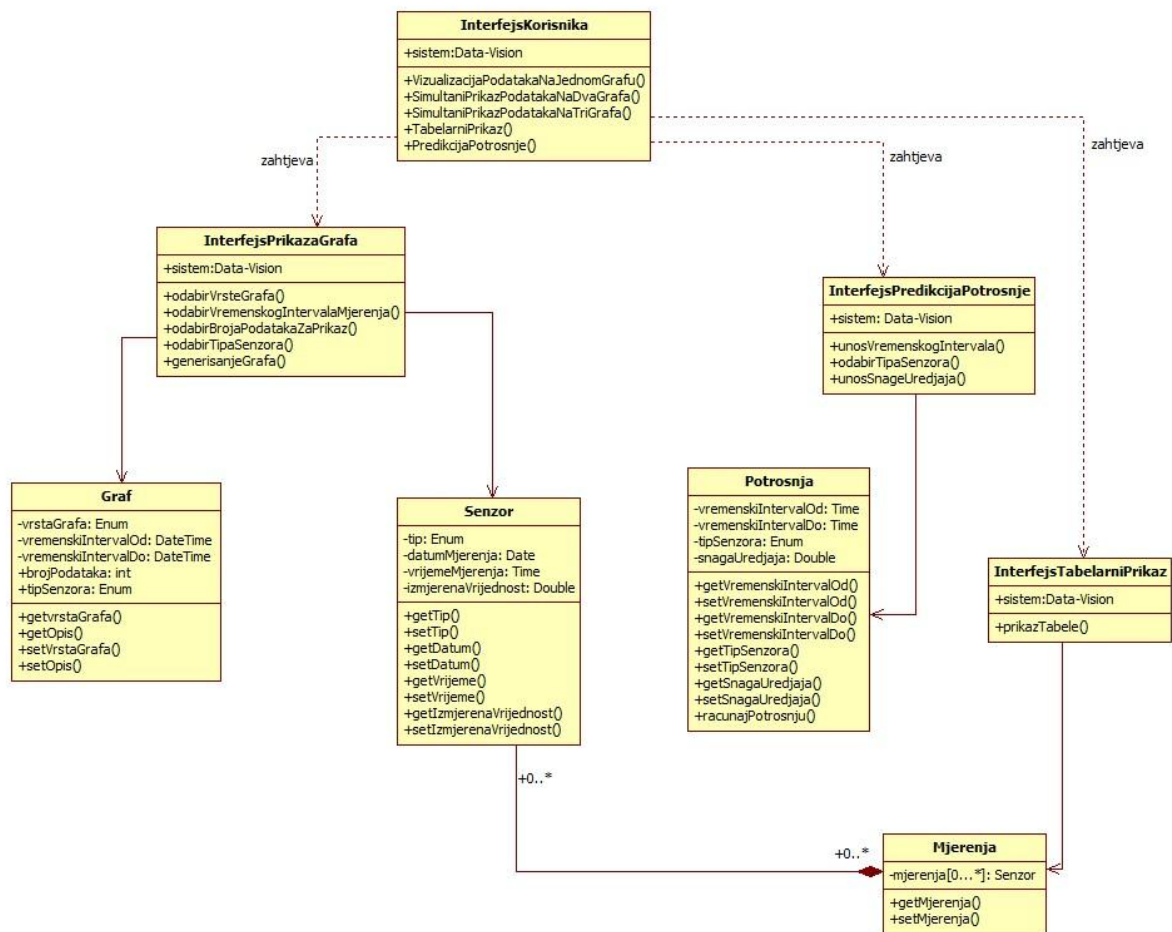 InterfejsKorisnika
+sistem:Data-Vision
+VizualizacijaPodatakaNaJednomGrafu()
+SimultaniPrikazPodatakaNaDvaGrafa()
+SimultaniPrikazPodatakaNaTriGrafa()
+TabelarniPrikaz()
+PredikcijaPotrosnje()
zahtjeva
zahtjeva
zahtjeva
InterfejsPrikazaGrafa
+sistem:Data-Vision
+odabirVrsteGrafa()
+odabirVremenskogIntervalaMjerenja()
+odabirBrojaPodatakaZaPrikaz()
+odabirTipaSenzora()
+generisanjeGrafa()
InterfejsPredikcijaPotrosnje
+sistem: Data-Vision
+unosVremenskogIntervala()
+odabirTipaSenzora()
+unosSnageUredjaja()
Graf
-vrstaGrafa: Enum
-vremenskiIntervalOd: DateTime
-vremenskiIntervalDo: DateTime
+brojPodataka: int
+tipSenzora: Enum
+getvrstaGrafa()
+getOpis()
+setVrstaGrafa()
+setOpis()
Senzor
-tip: Enum
-datumMjerenja: Date
-vrijemeMjerenja: Time
-izmjerenaVrijednost: Double
+getTip()
+setTip()
+getDatum()
+setDatum()
+getVrijeme()
+setVrijeme()
+getIzmjerenaVrijednost()
+setIzmjerenaVrijednost()
Potrosnja
-vremenskiIntervalOd: Time
-vremenskiIntervalDo: Time
-tipSenzora: Enum
-snagaUredjaja: Double
+getVremenskiIntervalOd()
+setVremenskiIntervalOd()
+getVremenskiIntervalDo()
+setVremenskiIntervalDo()
+getTipSenzora()
+setTipSenzora()
+getSnagaUredjaja()
+setSnagaUredjaja()
+racunajPotrosnju()
InterfejsTabelarniPrikaz
+sistem:Data-Vision
+prikazTabele()
+0..*
+0..*
Mjerenja
-mjerenja[0...*]: Senzor
+getMjerenja()
+setMjerenja()